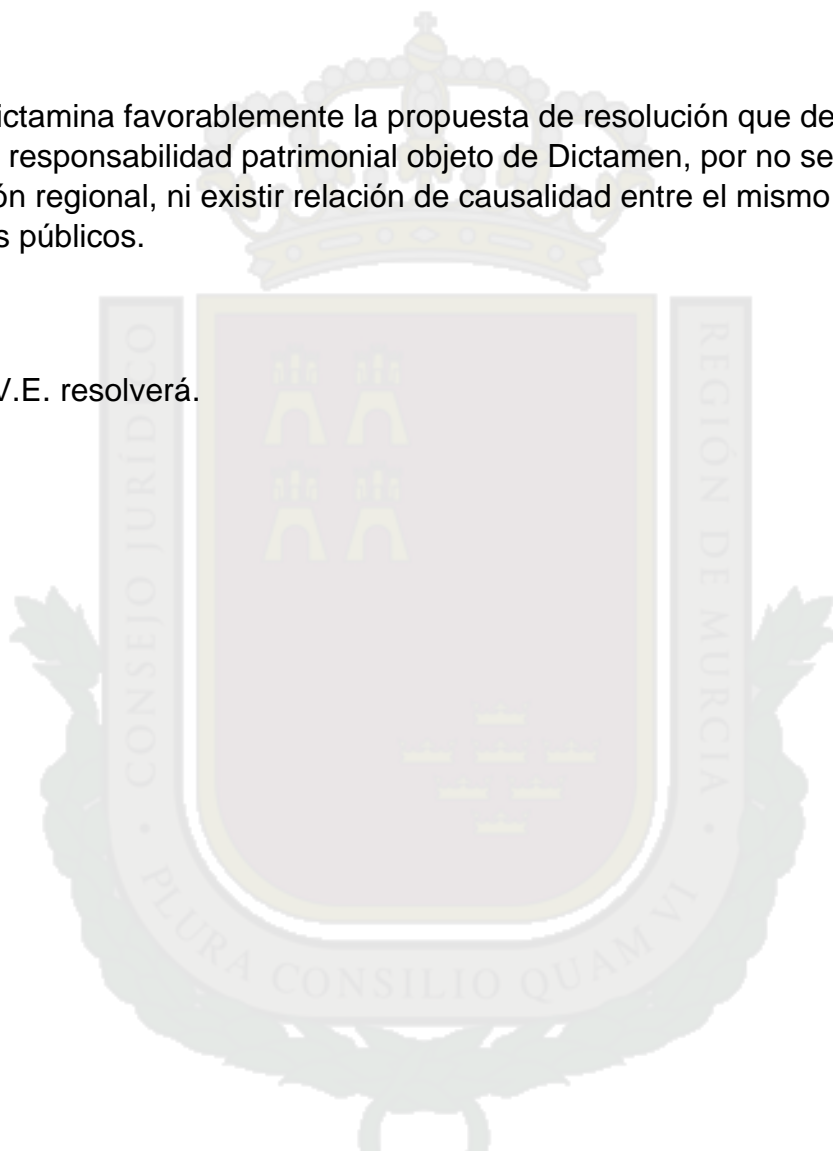 ictamina favorablemente la propuesta de resolución que de
responsabilidad patrimonial objeto de Dictamen, por no se
ón regional, ni existir relación de causalidad entre el mismo
s públicos.
V.E. resolverá.
CONSEJO JURÍDICO
REGIÓN DE MURCIA
PLURA CONSILIO QUAM VI